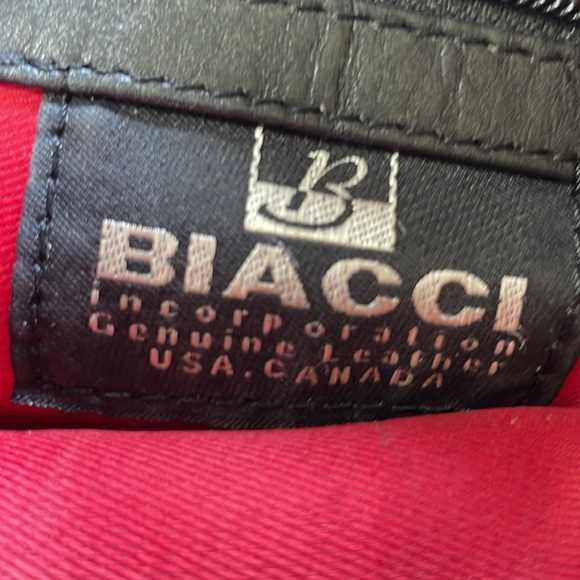 B
BIACCI
Incorporation
Genuine Leather
USA.CANADA